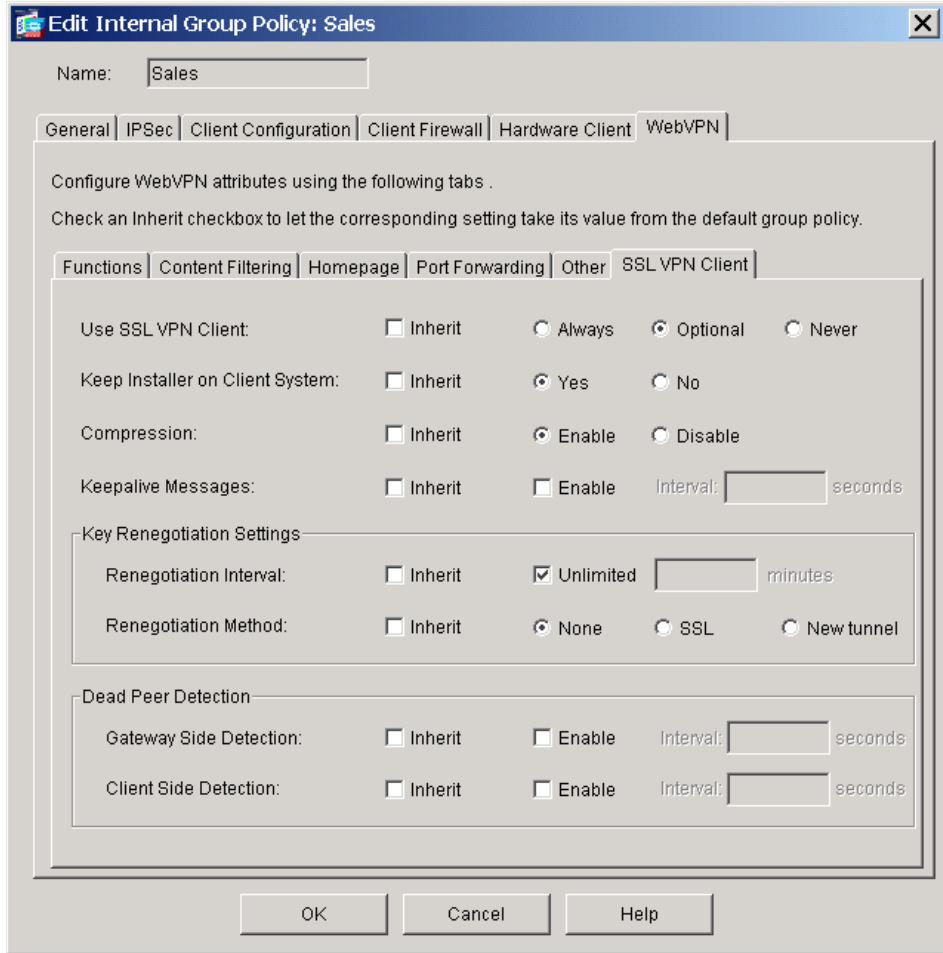 Edit Internal Group Policy: Sales
Name: Sales
General IPSec Client Configuration Client Firewall Hardware Client WebVPN
Configure WebVPN attributes using the following tabs .
Check an Inherit checkbox to let the corresponding setting take its value from the default group policy.
Functions Content Filtering Homepage Port Forwarding Other SSL VPN Client
Use SSL VPN Client: Inherit Always Optional Never
Keep Installer on Client System: Inherit Yes No
Compression: Inherit Enable Disable
Keepalive Messages: Inherit Enable Interval: seconds
Key Renegotiation Settings
Renegotiation Interval: Inherit Unlimited minutes
Renegotiation Method: Inherit None SSL New tunnel
Dead Peer Detection
Gateway Side Detection: Inherit Enable Interval: seconds
Client Side Detection: Inherit Enable Interval: seconds
OK Cancel Help